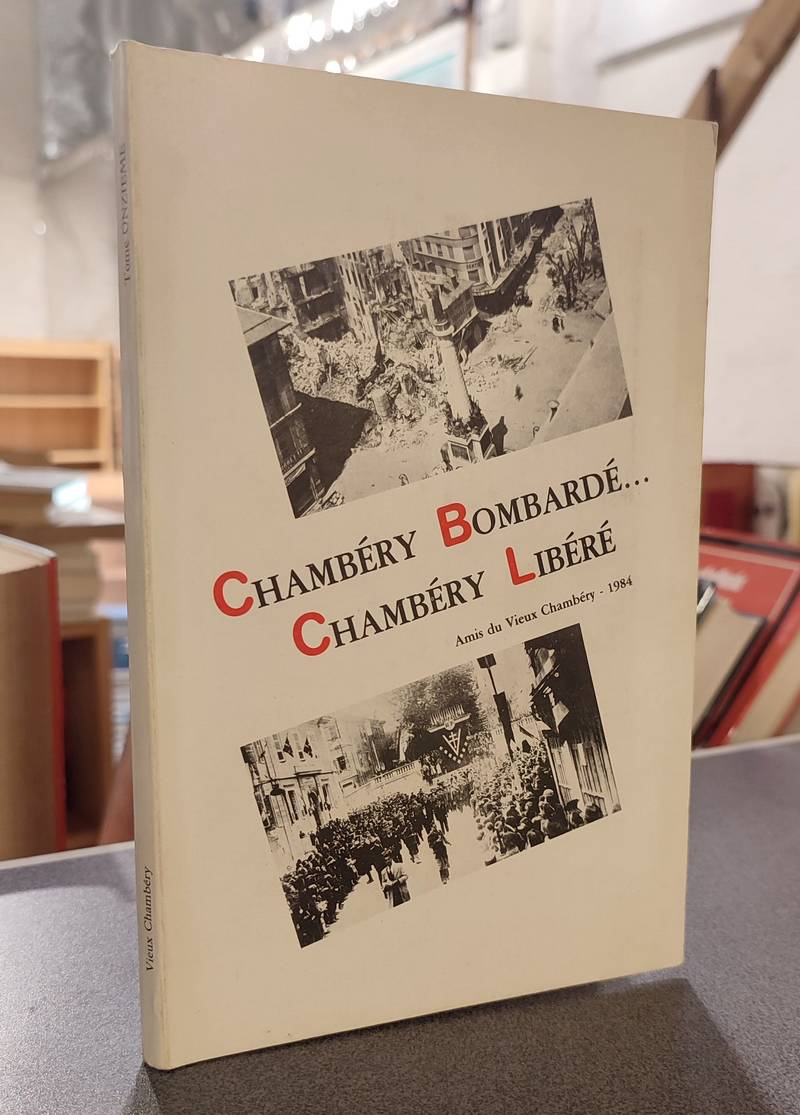 CHAMBÉRY BOMBARDÉ...
CHAMBÉRY LIBÉRÉ
Amis du Vieux Chambéry - 1984
Tome ONZIEME
Vieux Chambéry